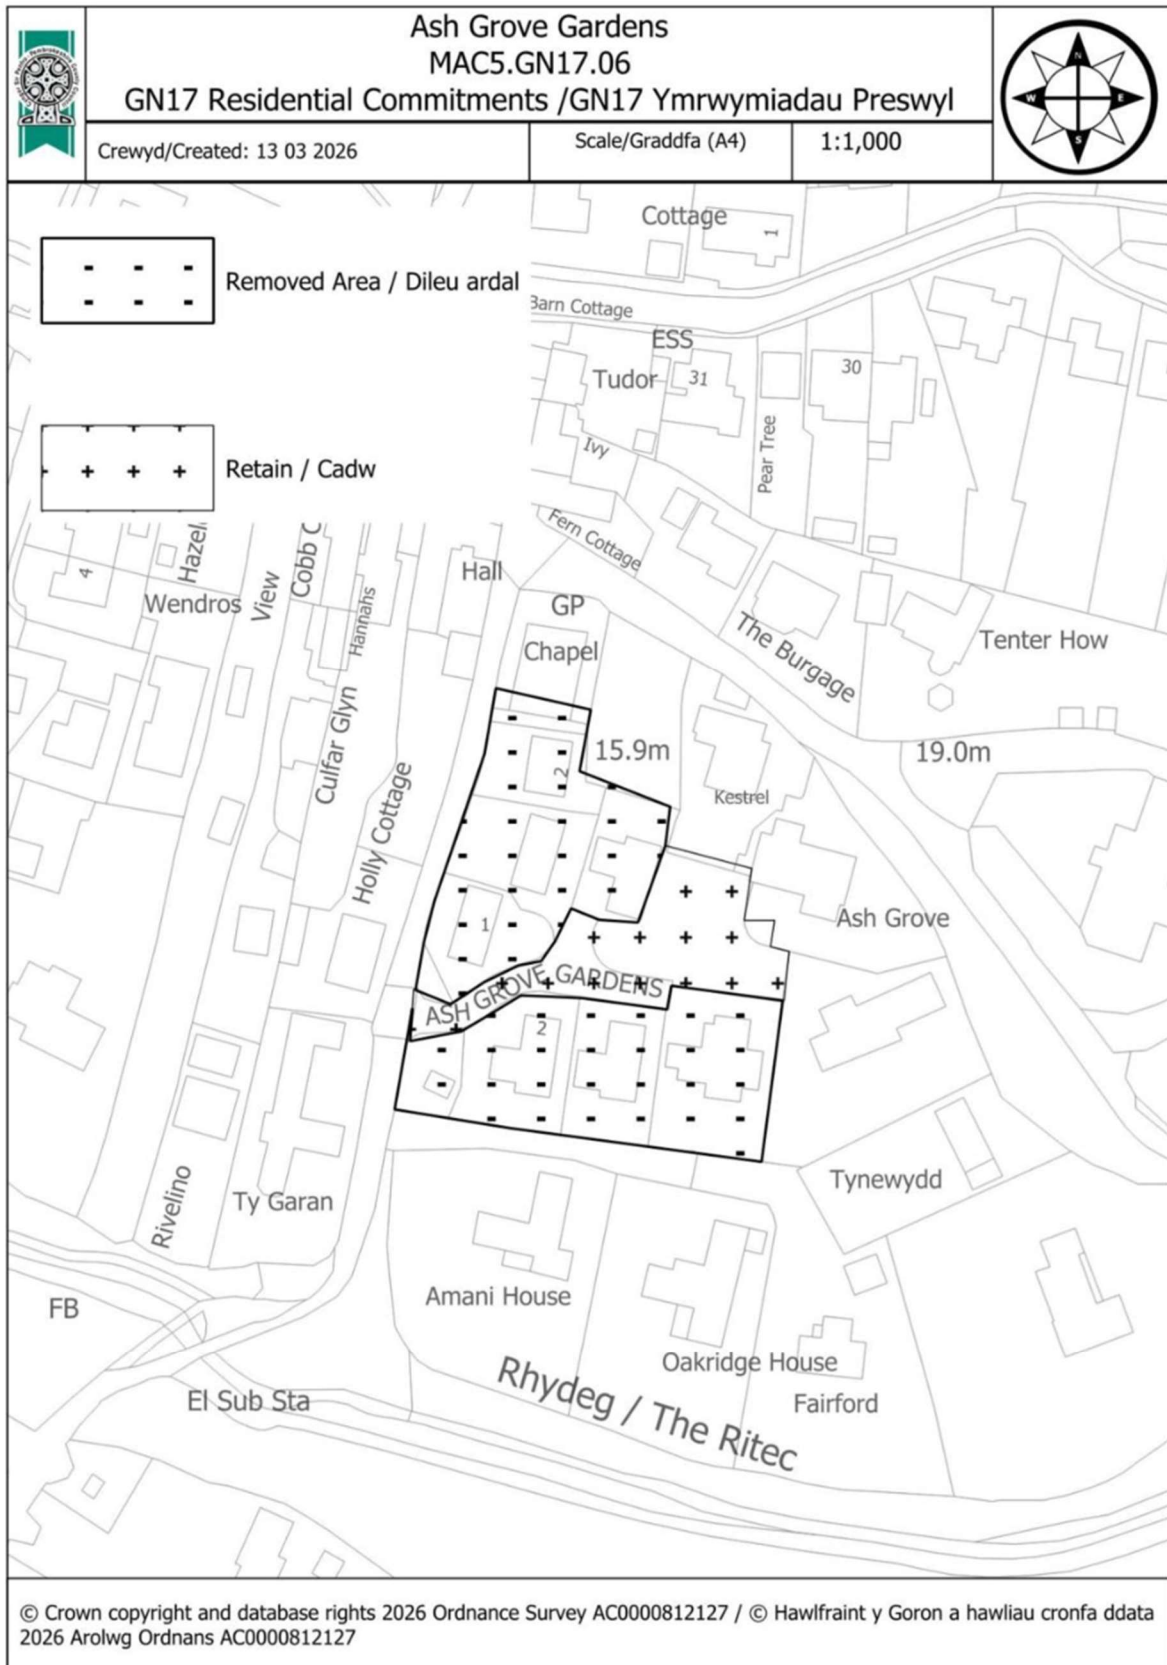 Ash Grove Gardens
MAC5.GN17.06
GN17 Residential Commitments /GN17 Ymrwymiadau Preswyl
Crewyd/Created: 13 03 2026
Scale/Graddfa (A4)
1:1,000
N
W
E
S
Cottage
1
Removed Area / Dileu ardal
Barn Cottage
ESS
Tudor
31
30
Pear Tree
Ivy
Retain / Cadw
Fern Cottage
Hazel
Cobb C
4
Wendros
View
Hannahs
Hall
GP
Chapel
The Burgage
Tenter How
Culfar Glyn
15.9m
19.0m
2
Kestrel
Holly Cottage
1
Ash Grove
ASH GROVE GARDENS
2
Tynewydd
Rivelino
Ty Garan
Amani House
FB
Oakridge House
El Sub Sta
Rhydeg / The Ritec
Fairford
© Crown copyright and database rights 2026 Ordnance Survey AC0000812127 / © Hawlfraint y Goron a hawliau cronfa ddata
2026 Arolwg Ordnans AC0000812127